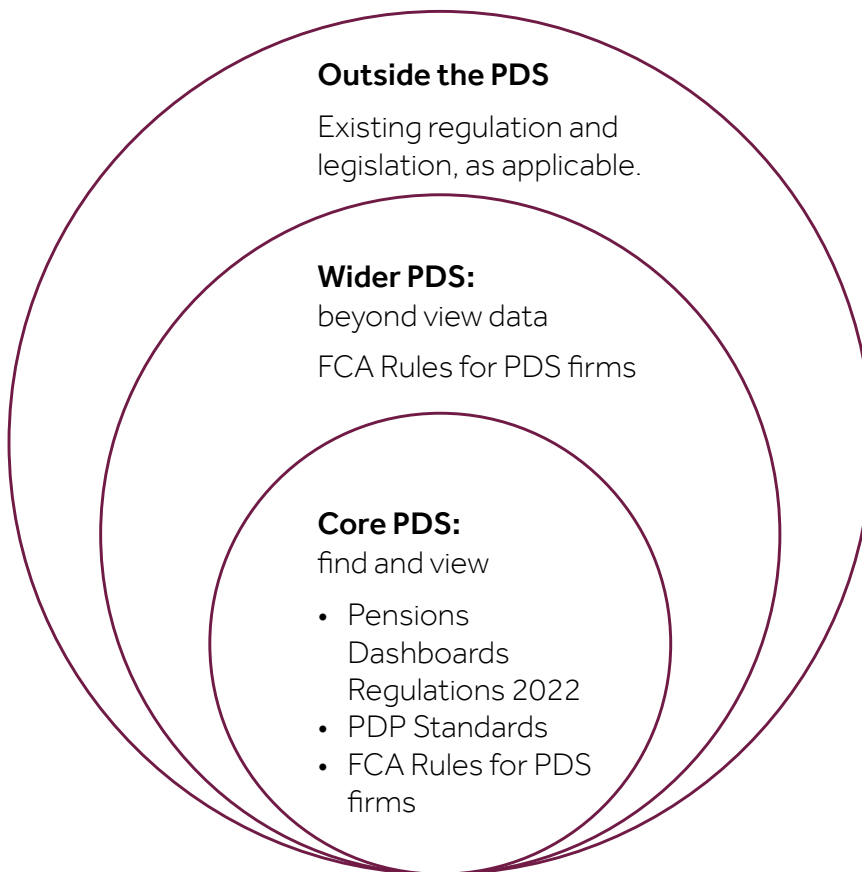 Outside the PDS
Existing regulation and
legislation, as applicable.
Wider PDS:
beyond view data
FCA Rules for PDS firms
Core PDS:
find and view
• Pensions
Dashboards
Regulations 2022
• PDP Standards
• FCA Rules for PDS
firms